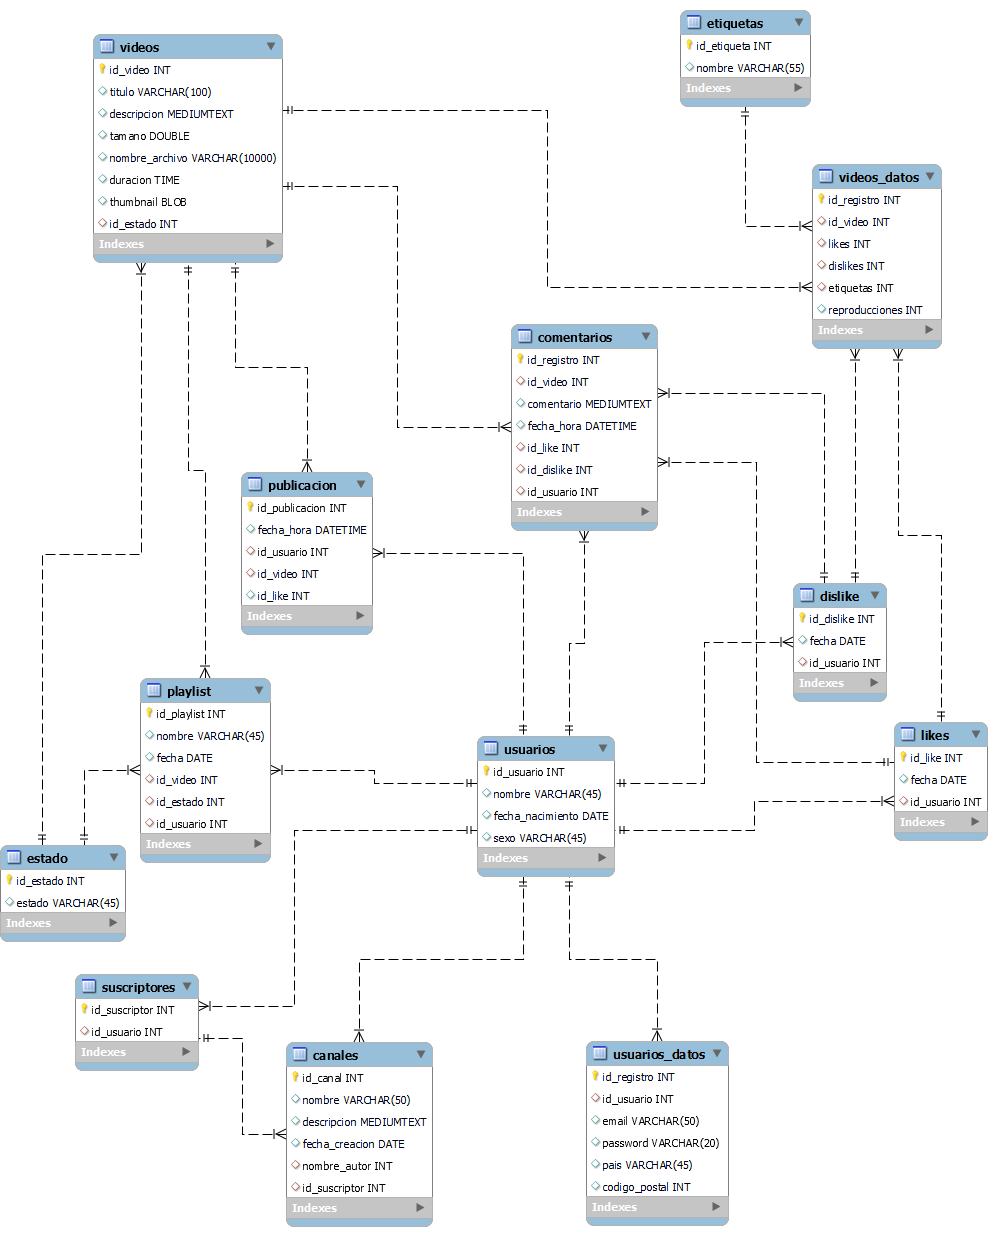 etiquetas
id_etiqueta INT
nombre VARCHAR(55)
Indexes
videos
id_video INT
titulo VARCHAR(100)
descripcion MEDIUMTEXT
tamano DOUBLE
nombre_archivo VARCHAR(10000)
duracion TIME
thumbnail BLOB
id_estado INT
Indexes
videos_datos
id_registro INT
id_video INT
likes INT
dislikes INT
etiquetas INT
reproducciones INT
Indexes
comentarios
id_registro INT
id_video INT
comentario MEDIUMTEXT
fecha_hora DATETIME
id_like INT
id_dislike INT
id_usuario INT
Indexes
publicacion
id_publicacion INT
fecha_hora DATETIME
id_usuario INT
id_video INT
id_like INT
Indexes
dislike
id_dislike INT
fecha DATE
id_usuario INT
Indexes
playlist
id_playlist INT
nombre VARCHAR(45)
fecha DATE
id_video INT
id_estado INT
id_usuario INT
Indexes
likes
id_like INT
fecha DATE
id_usuario INT
Indexes
usuarios
id_usuario INT
nombre VARCHAR(45)
fecha_nacimiento DATE
sexo VARCHAR(45)
Indexes
estado
id_estado INT
estado VARCHAR(45)
Indexes
suscriptores
id_suscriptor INT
id_usuario INT
Indexes
canales
id_canal INT
nombre VARCHAR(50)
descripcion MEDIUMTEXT
fecha_creacion DATE
nombre_autor INT
id_suscriptor INT
Indexes
usuarios_datos
id_registro INT
id_usuario INT
email VARCHAR(50)
password VARCHAR(20)
pais VARCHAR(45)
codigo_postal INT
Indexes